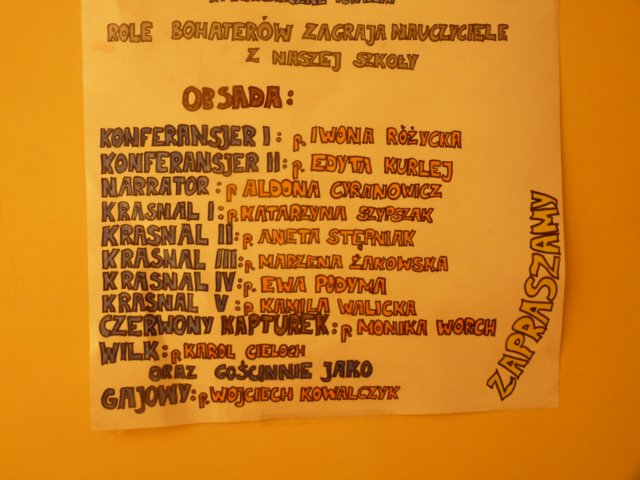 ROLE BOHATERÓW ZAGRAJA NAUCZYCIELE
Z NASZEJ SZKOŁY
OBSADA:
KONFERANSJER I: p. IWONA RÓŻYCKA
KONFERANSJER II: p. EDYTA KURLEJ
NARRATOR: p ALDONA CYRANOWICZ
KRASNAL I: p. KATARZYNA SZYPSZAK
KRASNAL II: p. ANETA STĘPNIAK
KRASNAL III: p. MARZENA ŻAKOWSKA
KRASNAL IV: p. EWA PODYMA
KRASNAL V: p. KAMILA WALICKA
CZERWONY KAPTUREK: p. MONIKA WORCH
WILK: p. KAROL CIELOCH
ORAZ GOŚCINNIE JAKO
GAJOWY: p. WOJCIECH KOWALCZYK
ZAPRASZAMY